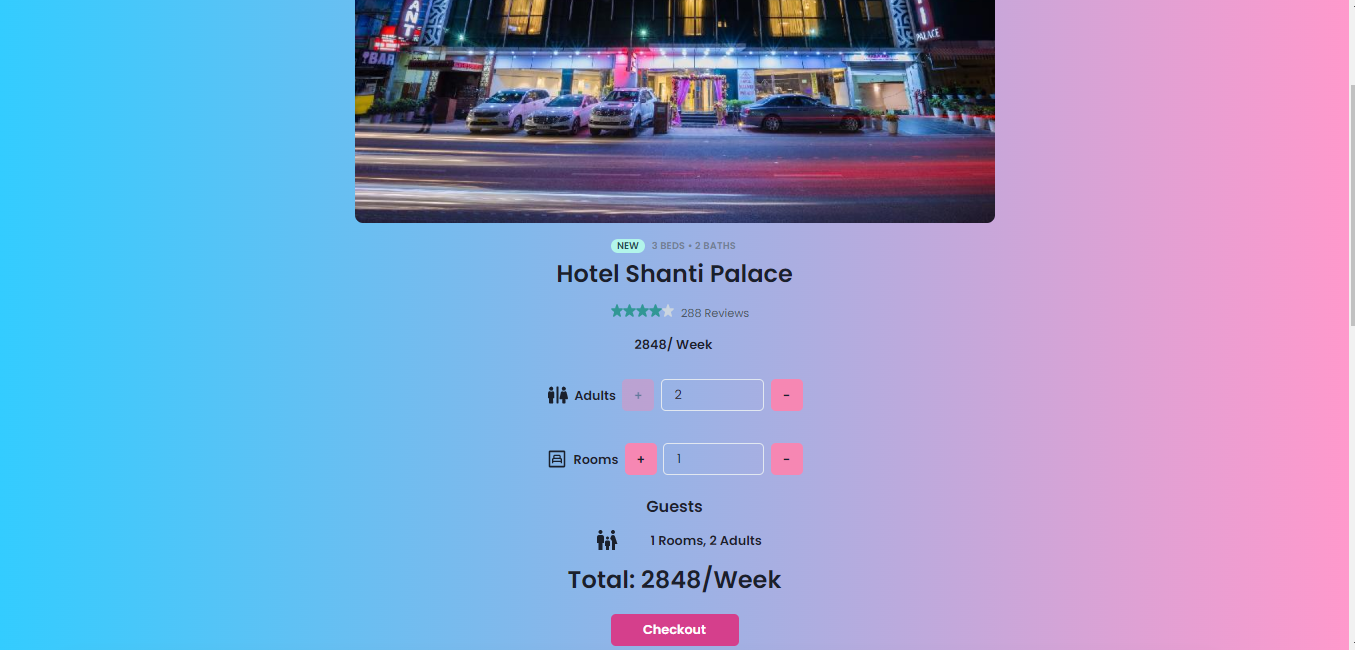 ANT
BAR
I
PALACE
NEW 3 BEDS • 2 BATHS
Hotel Shanti Palace
288 Reviews
2848/ Week
Adults + 2 -
Rooms + 1 -
Guests
1 Rooms, 2 Adults
Total: 2848/Week
Checkout